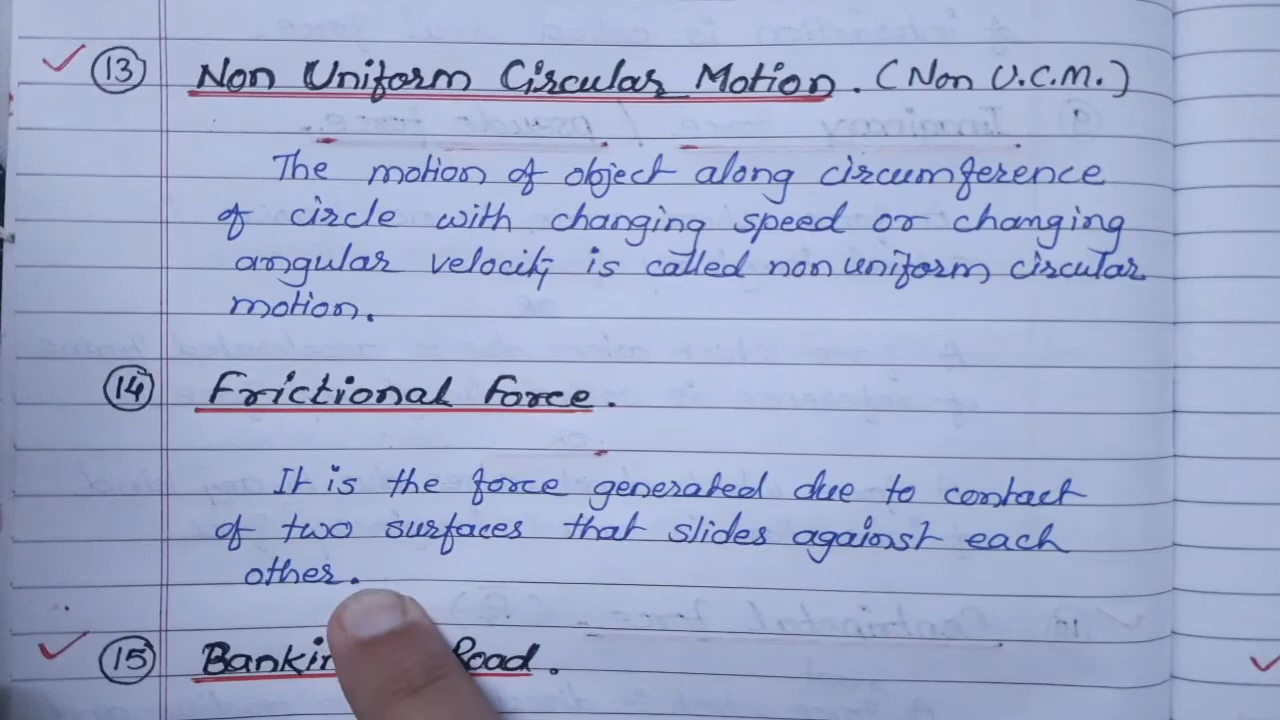 13 Non Uniform Circular Motion. (Non U.C.M.)
The motion of object along circumference
of circle with changing speed or changing
angular velocity is called non uniform circular
motion.
14 Frictional Force.
It is the force generated due to contact
of two surfaces that slides against each
other.
15 Road.